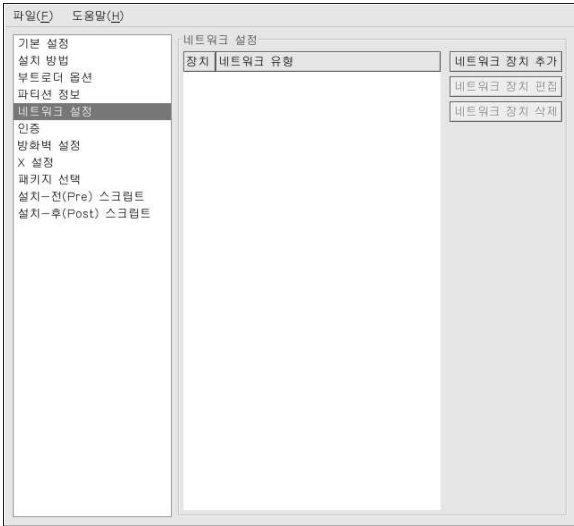 파일(F) 도움말(H)
기본 설정
설치 방법
부트로더 옵션
파티션 정보
네트워크 설정
인증
방화벽 설정
X 설정
패키지 선택
설치-전(Pre) 스크립트
설치-후(Post) 스크립트
네트워크 설정
장치 네트워크 유형
네트워크 장치 추가
네트워크 장치 편집
네트워크 장치 삭제